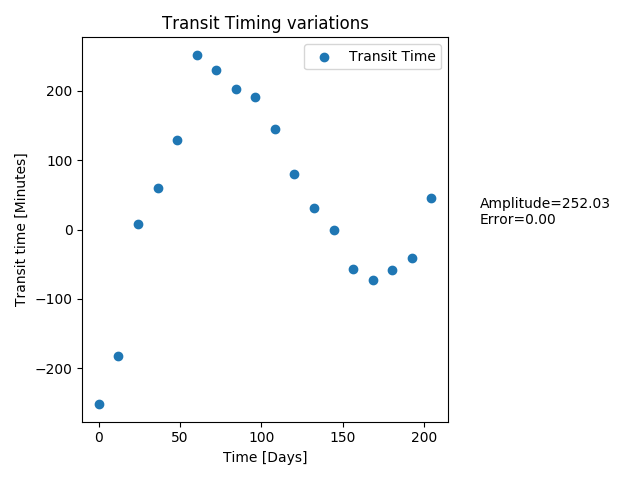 Transit Timing variations
Transit Time
200
100
0
−100
−200
Transit time [Minutes]
Amplitude=252.03
Error=0.00
0 50 100 150 200
Time [Days]